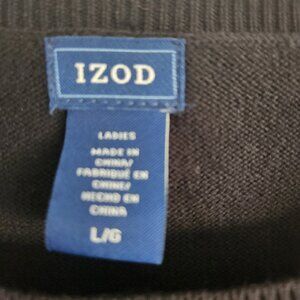 IZOD
LADIES
MADE IN
CHINA/
FABRIQUÉ EN
CHINE/
HECHO EN
CHINA
L/G